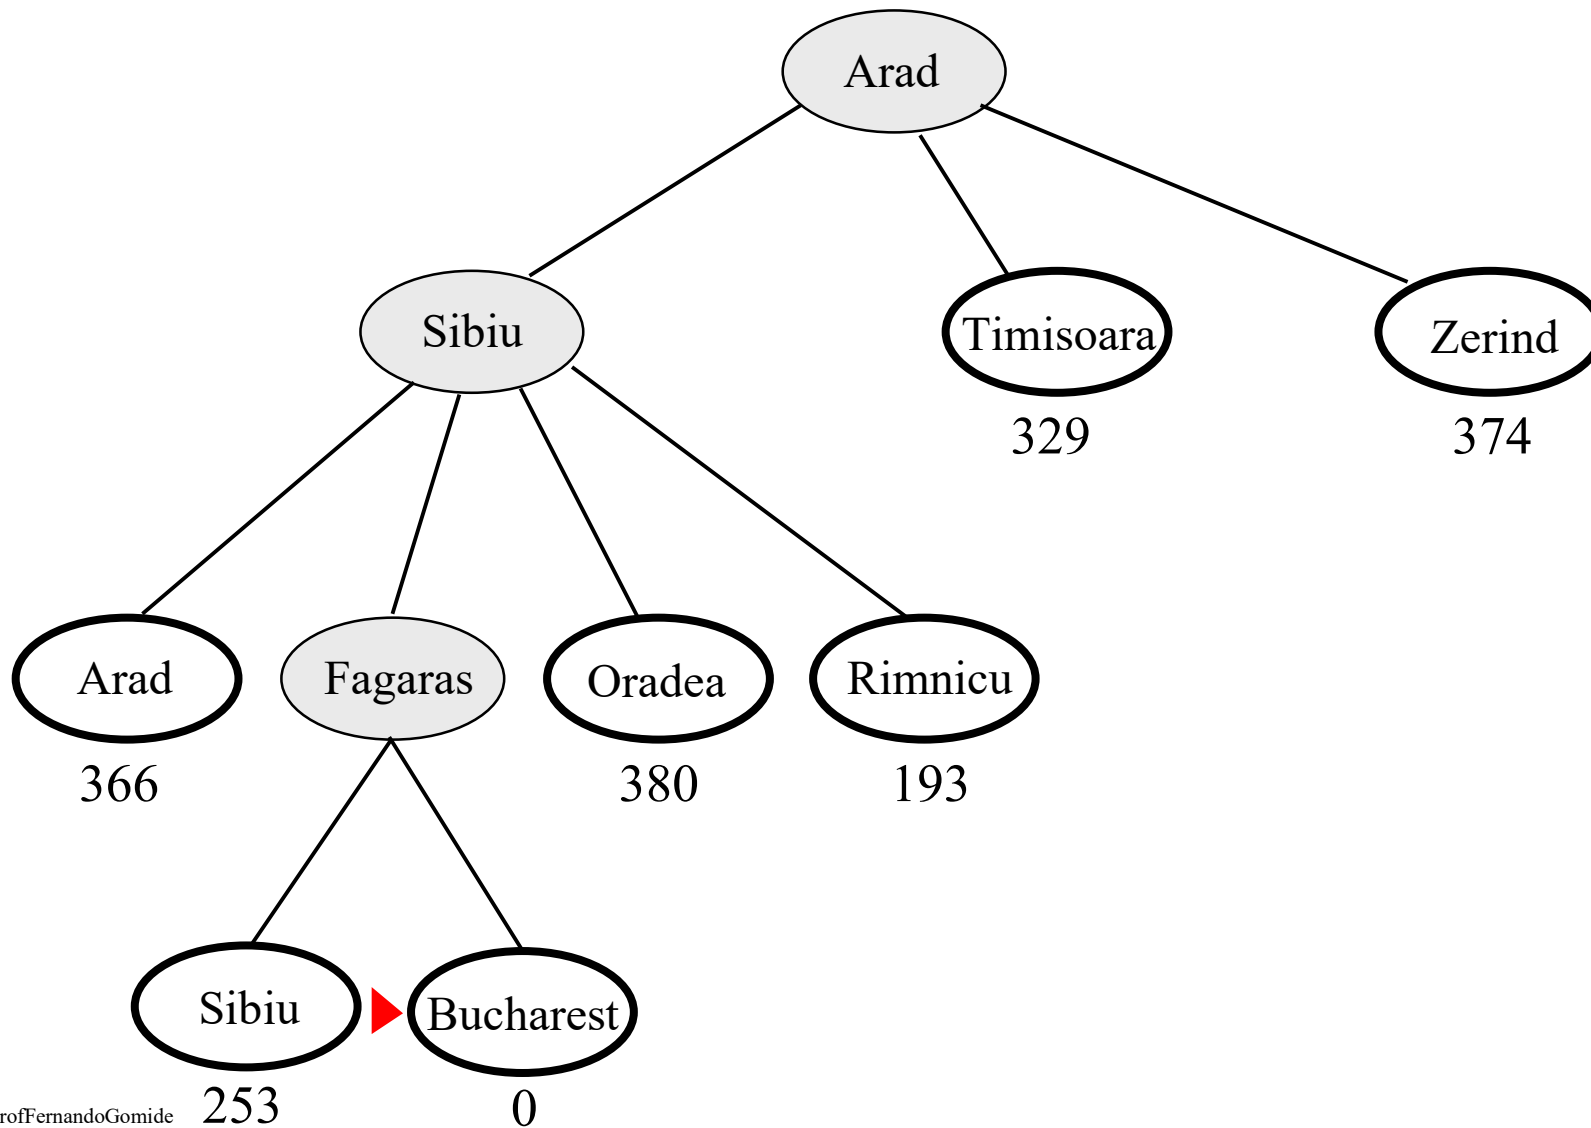 Arad
Sibiu
Timisoara
Zerind
329
374
Arad
Fagaras
Oradea
Rimnicu
366
380
193
Sibiu
Bucharest
rofFernandoGomide
253
0